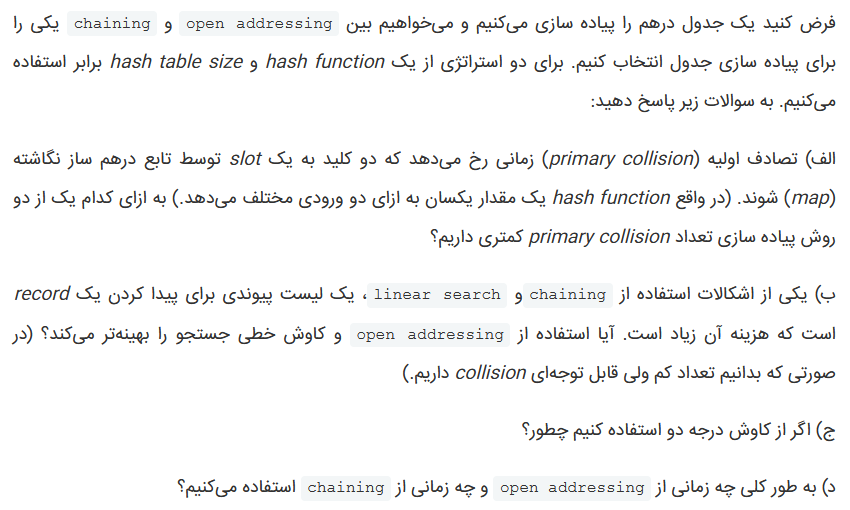 فرض کنید یک جدول درهم را پیاده سازی می‌کنیم و می‌خواهیم بین open addressing و chaining یکی را
برای پیاده سازی جدول انتخاب کنیم. برای دو استراتژی از یک hash function و hash table size برابر استفاده
می‌کنیم. به سوالات زیر پاسخ دهید:
الف) تصادف اولیه (primary collision) زمانی رخ می‌دهد که دو کلید به یک slot توسط تابع درهم ساز نگاشته
(map) شوند. (در واقع hash function یک مقدار یکسان به ازای دو ورودی مختلف می‌دهد.) به ازای کدام یک از دو
روش پیاده سازی تعداد primary collision کمتری داریم؟
ب) یکی از اشکالات استفاده از chaining و linear search، یک لیست پیوندی برای پیدا کردن یک record
است که هزینه آن زیاد است. آیا استفاده از open addressing و کاوش خطی جستجو را بهینه‌تر می‌کند؟ (در
صورتی که بدانیم تعداد کم ولی قابل توجه‌ای collision داریم.)
ج) اگر از کاوش درجه دو استفاده کنیم چطور؟
د) به طور کلی چه زمانی از open addressing و چه زمانی از chaining استفاده می‌کنیم؟